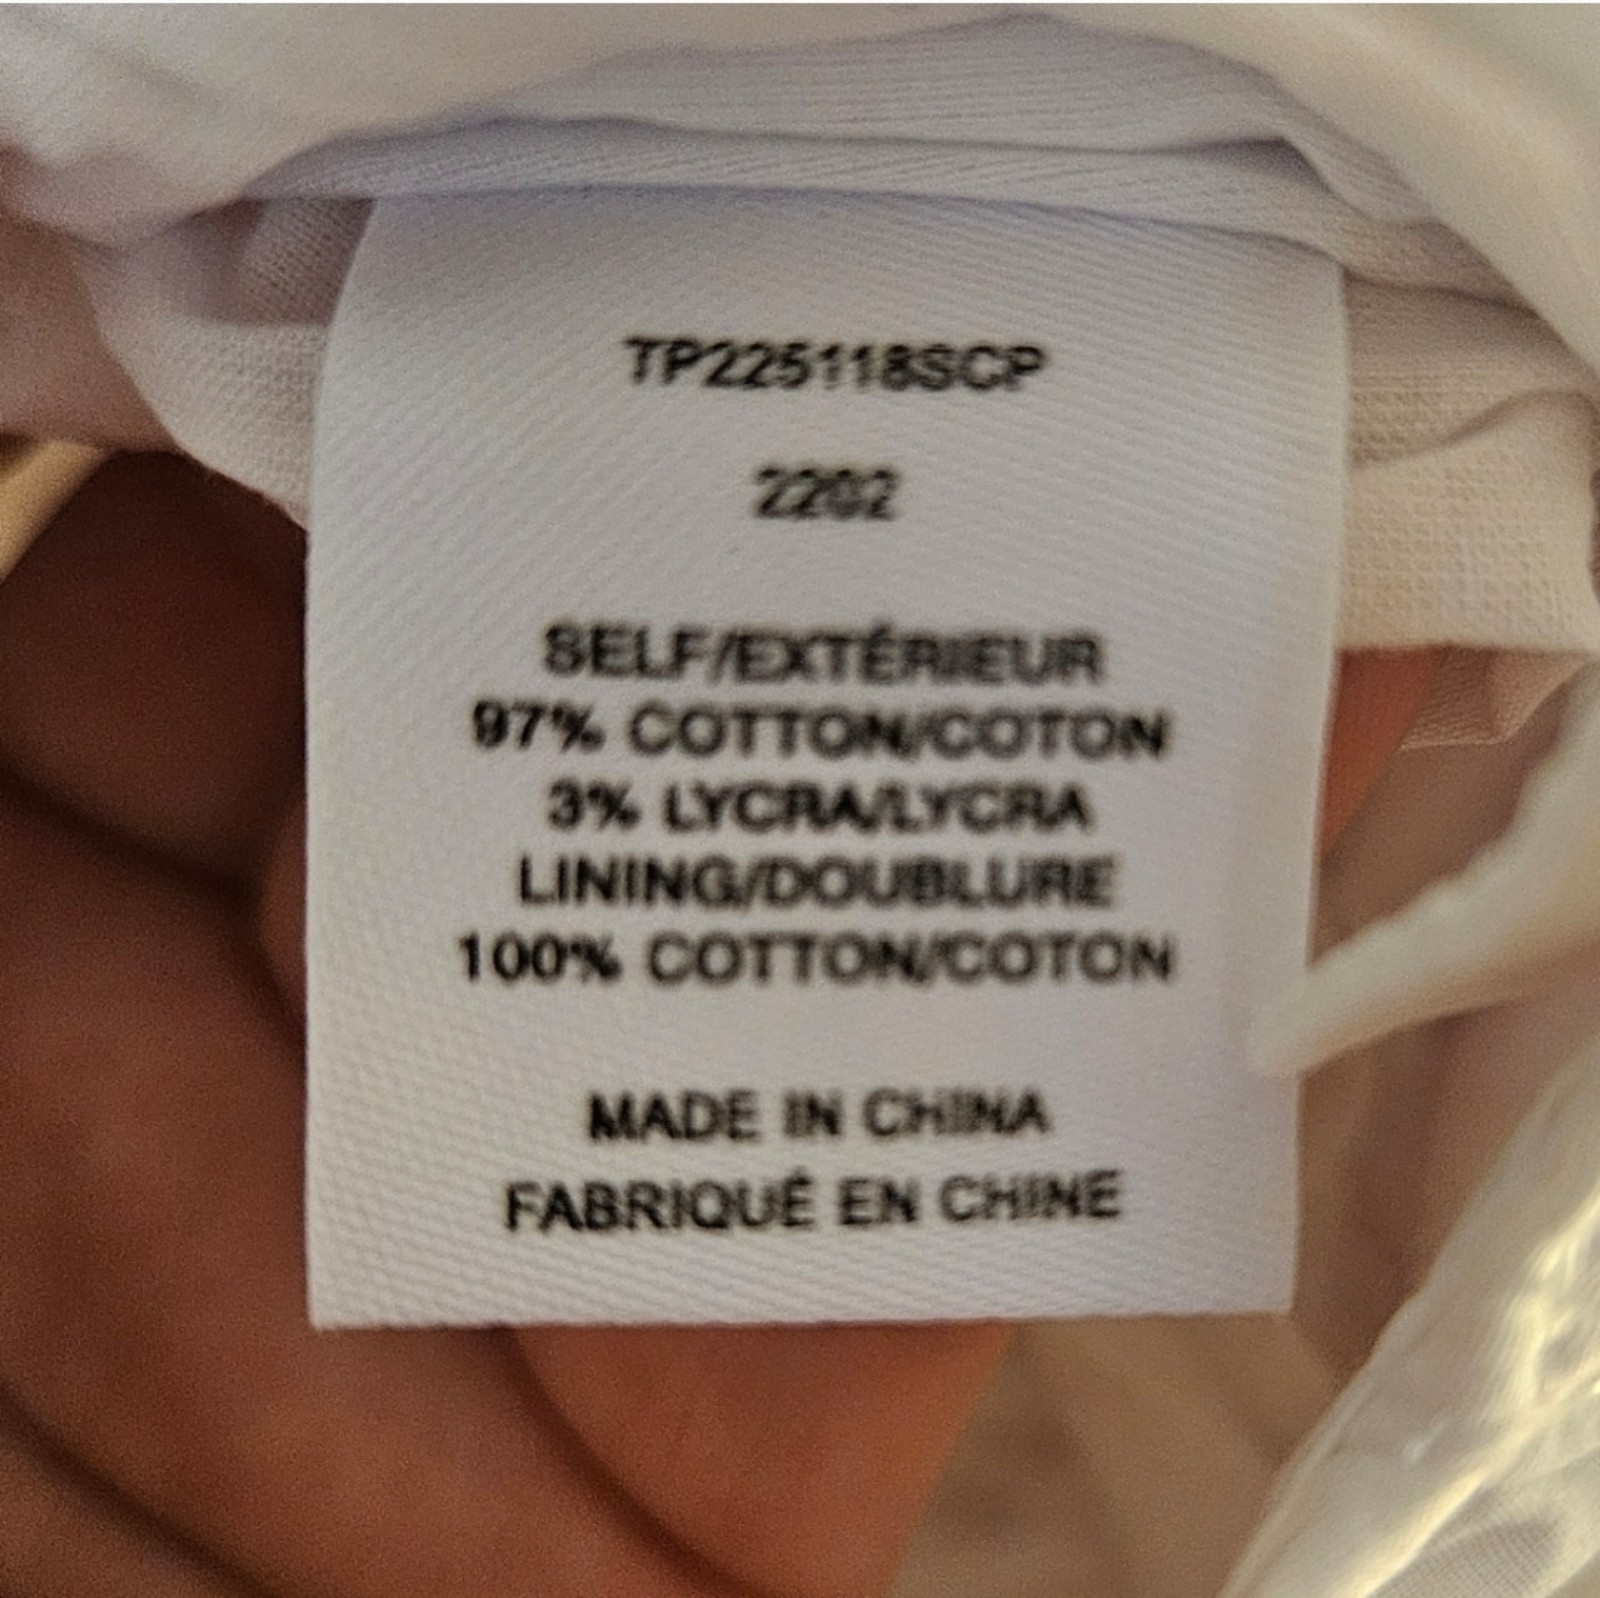 TP225118SCP
2202
SELF/EXTÉRIEUR
97% COTTON/COTON
3% LYCRA/LYCRA
LINING/DOUBLURE
100% COTTON/COTON
MADE IN CHINA
FABRIQUÉ EN CHINE